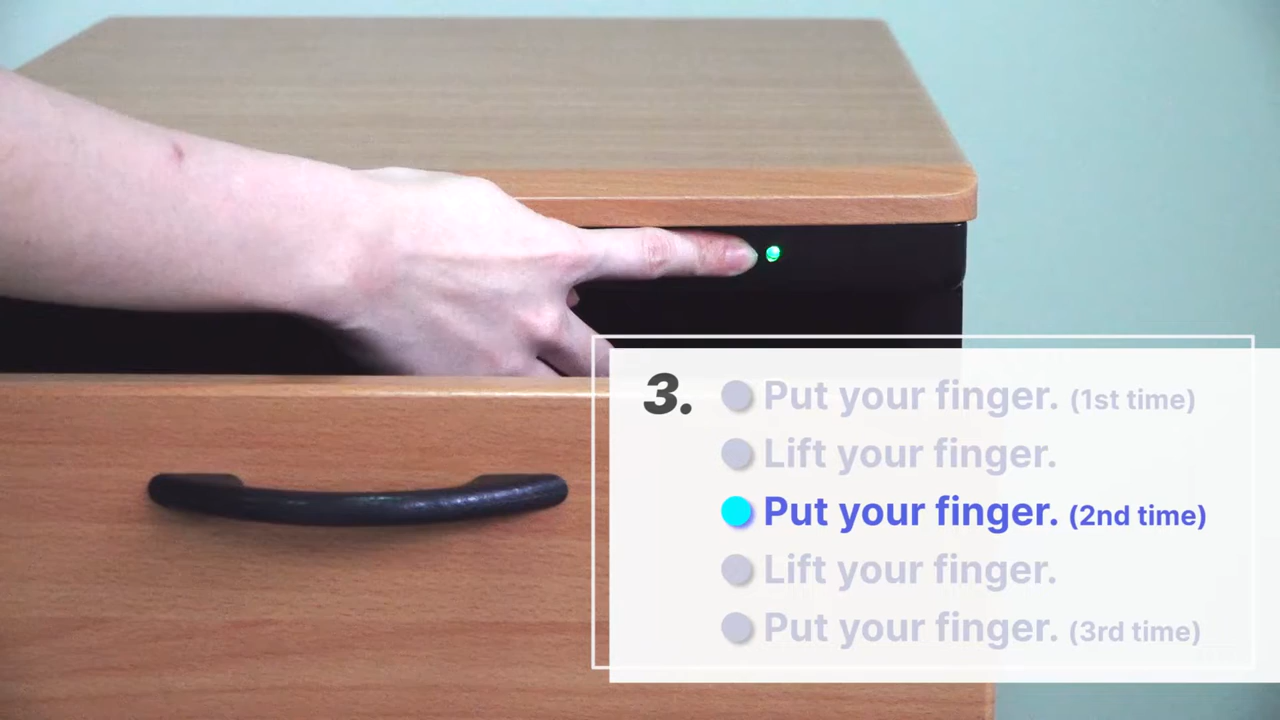 3.
Put your finger. (1st time)
Lift your finger.
Put your finger. (2nd time)
Lift your finger.
Put your finger. (3rd time)